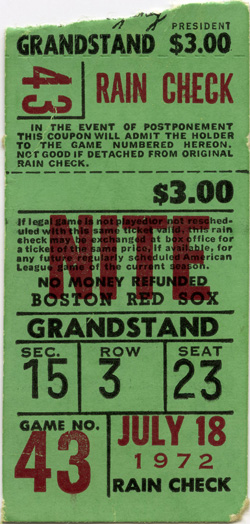 PRESIDENT
GRANDSTAND $3.00
43 RAIN CHECK
IN THE EVENT OF POSTPONEMENT
THIS COUPON WILL ADMIT THE HOLDER
TO THE GAME NUMBERED HEREON.
NOT GOOD IF DETACHED FROM ORIGINAL
RAIN CHECK.
$3.00
If legal game is not played or not resched-
uled with this same ticket valid, this rain
check may be exchanged at box office for
a ticket of the same price, if available, for
any future regularly scheduled American
League game of the current season.
NITE
NO MONEY REFUNDED
BOSTON RED SOX
GRANDSTAND
SEC. ROW SEAT
15 3 23
GAME NO. JULY 18
43 1972
RAIN CHECK